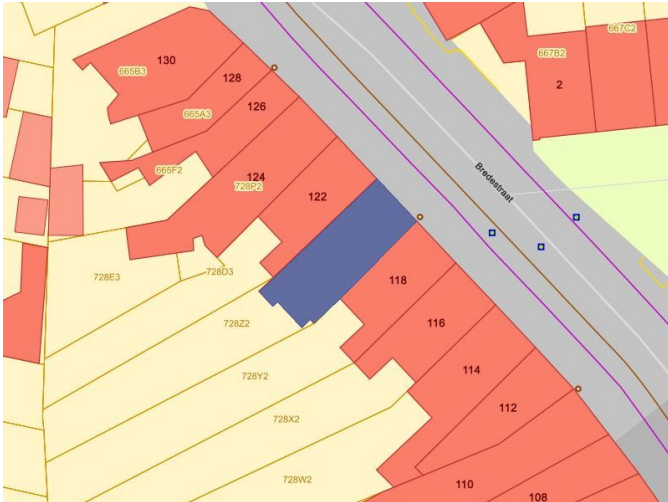 130
665B3
128
665A3
126
665F2
124
728P2
122
667C2
667B2
2
Bredestraat
728E3
728D3
728Z2
728Y2
728X2
728W2
118
116
114
112
110
108